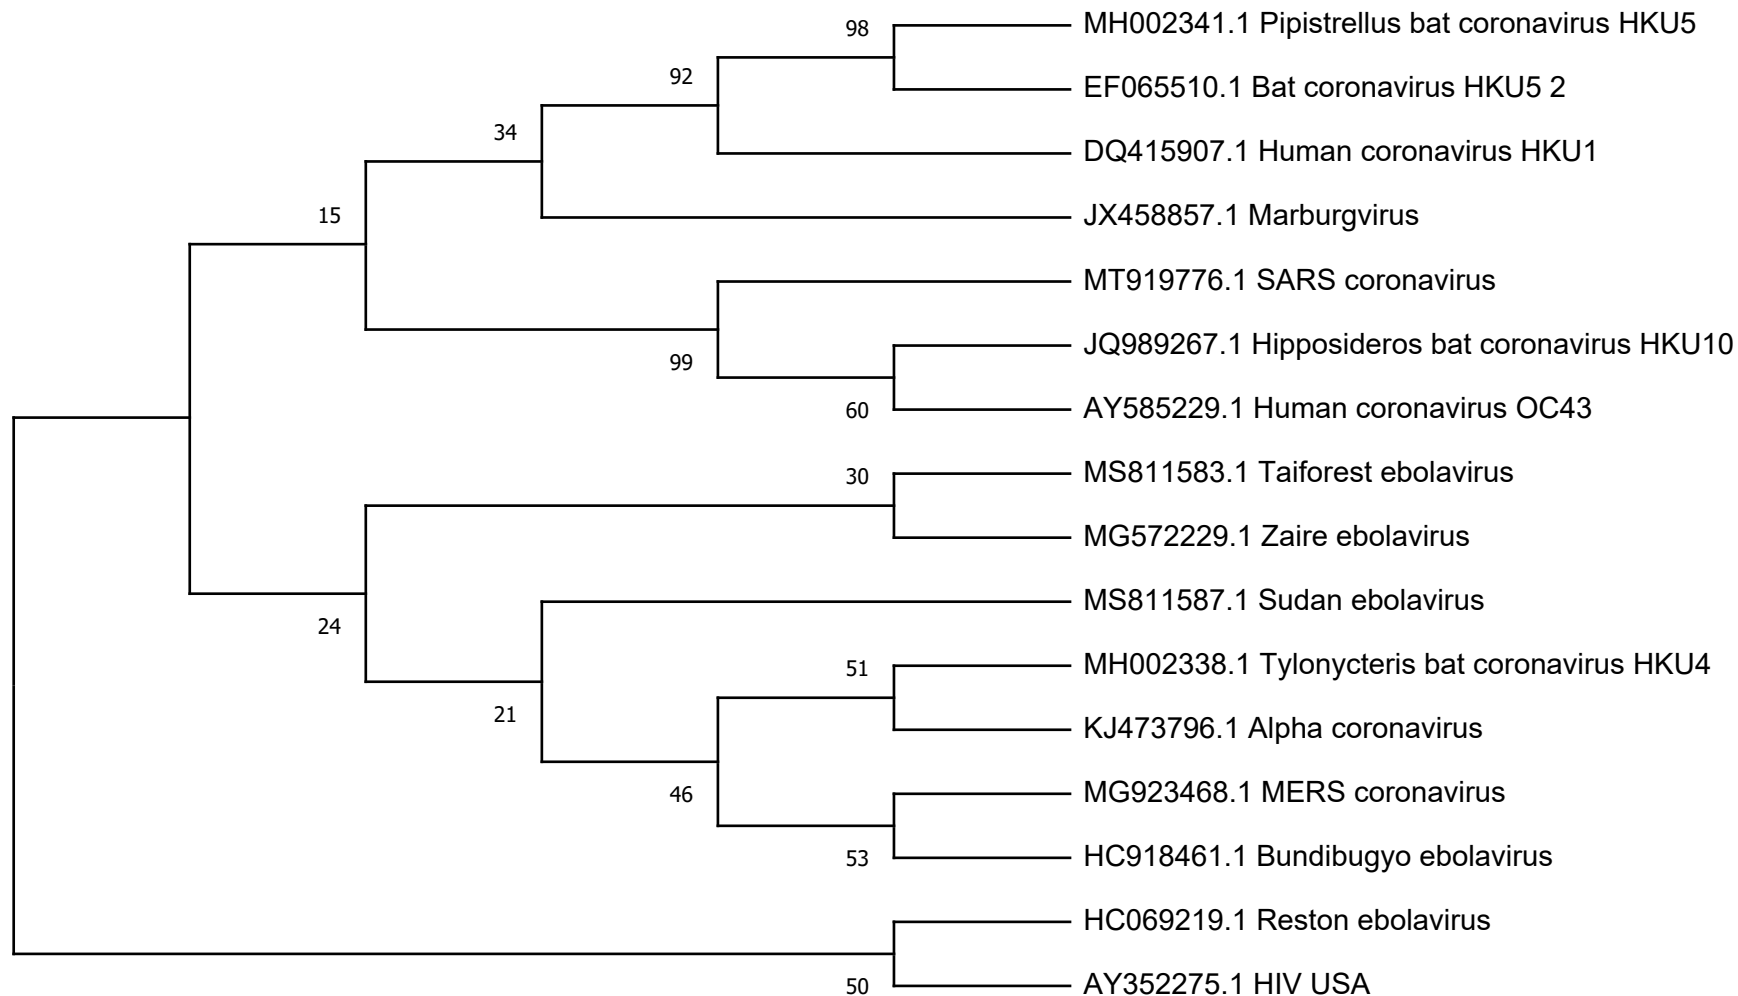 98
MH002341.1 Pipistrellus bat coronavirus HKU5
92
EF065510.1 Bat coronavirus HKU5 2
34
DQ415907.1 Human coronavirus HKU1
15
JX458857.1 Marburgvirus
MT919776.1 SARS coronavirus
99
JQ989267.1 Hipposideros bat coronavirus HKU10
60
AY585229.1 Human coronavirus OC43
30
MS811583.1 Taiforest ebolavirus
MG572229.1 Zaire ebolavirus
24
MS811587.1 Sudan ebolavirus
51
MH002338.1 Tylonycteris bat coronavirus HKU4
21
KJ473796.1 Alpha coronavirus
46
MG923468.1 MERS coronavirus
53
HC918461.1 Bundibugyo ebolavirus
HC069219.1 Reston ebolavirus
50
AY352275.1 HIV USA